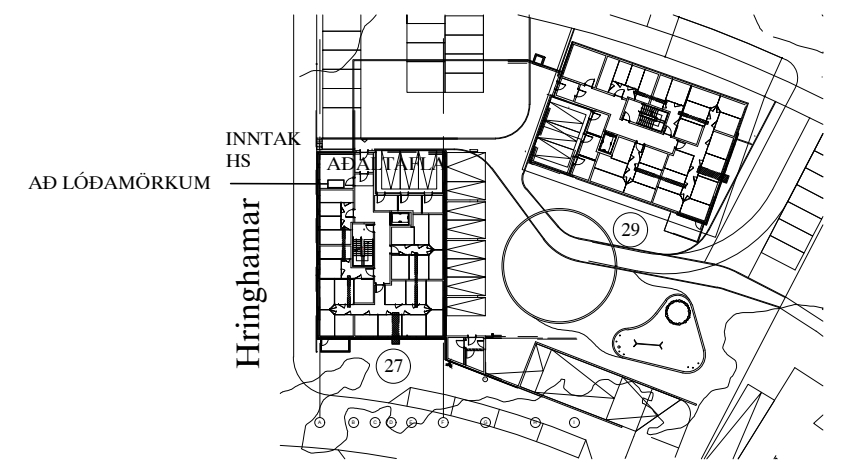 INNTAK
HS
AÐALTAFLA
AÐ LÓÐAMÖRKUM
Hringhamar
29
27
A
B
C
D
F
I